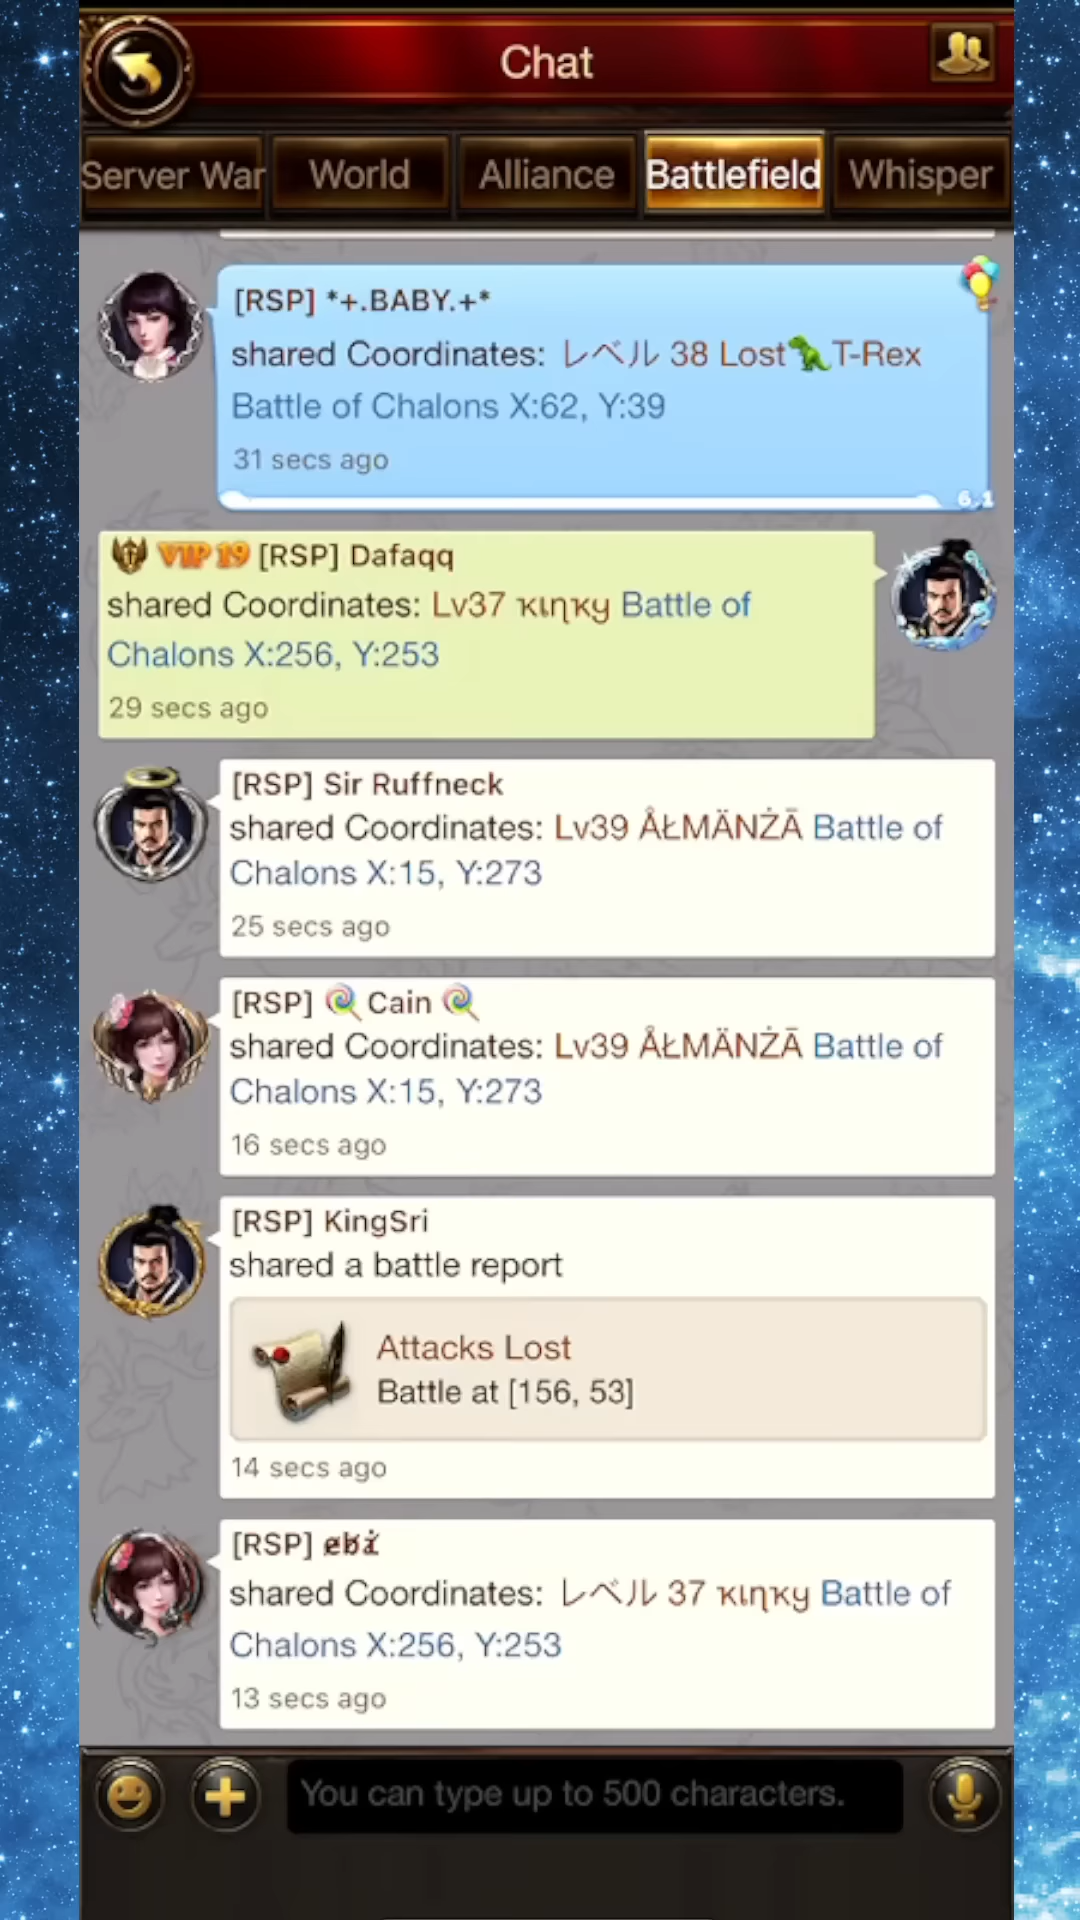 Chat
Server War World Alliance Battlefield Whisper
[RSP] *+.BABY.+*
shared Coordinates: レベル 38 Lost🦖T-Rex
Battle of Chalons X:62, Y:39
31 secs ago
6.1
VIP 19 [RSP] Dafaqq
shared Coordinates: Lv37 кιηкy Battle of
Chalons X:256, Y:253
29 secs ago
[RSP] Sir Ruffneck
shared Coordinates: Lv39 ÅŁMÄNŻĀ Battle of
Chalons X:15, Y:273
25 secs ago
[RSP] 🍭 Cain 🍭
shared Coordinates: Lv39 ÅŁMÄNŻĀ Battle of
Chalons X:15, Y:273
16 secs ago
[RSP] KingSri
shared a battle report
Attacks Lost
Battle at [156, 53]
14 secs ago
[RSP]
shared Coordinates: レベル 37 кιηкy Battle of
Chalons X:256, Y:253
13 secs ago
You can type up to 500 characters.